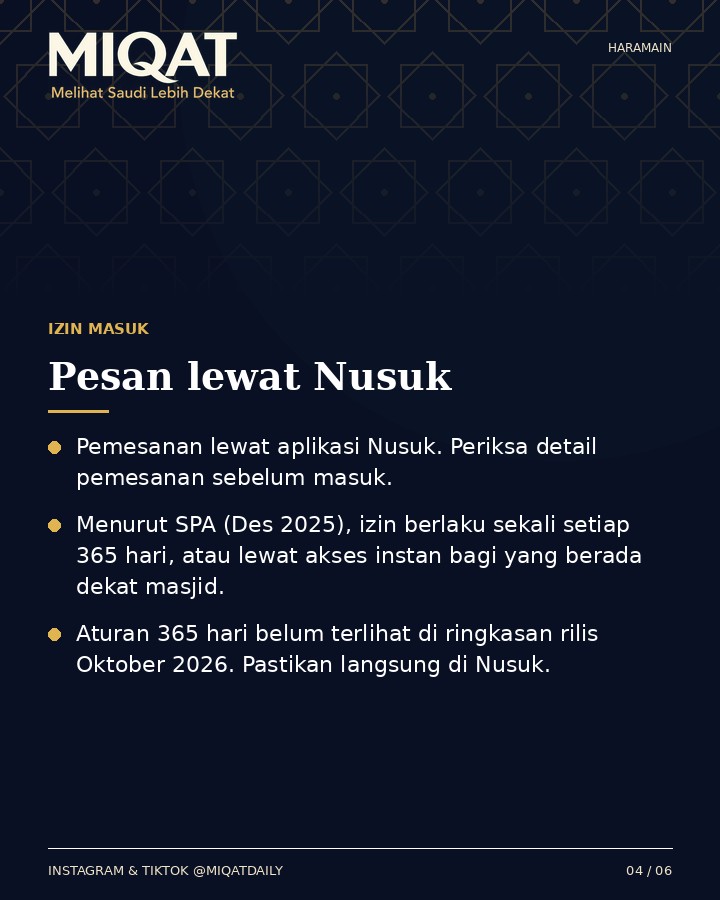 MIQAT
Melihat Saudi Lebih Dekat
HARAMAIN
IZIN MASUK
Pesan lewat Nusuk
Pemesanan lewat aplikasi Nusuk. Periksa detail
pemesanan sebelum masuk.
Menurut SPA (Des 2025), izin berlaku sekali setiap
365 hari, atau lewat akses instan bagi yang berada
dekat masjid.
Aturan 365 hari belum terlihat di ringkasan rilis
Oktober 2026. Pastikan langsung di Nusuk.
INSTAGRAM & TIKTOK @MIQATDAILY
04 / 06